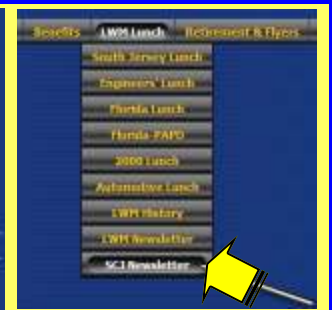 Benefits LWM Lunch Retirement & Flyers
South Jersey Lunch
Engineers' Lunch
Florida Lunch
Florida-PAPD
2000 Lunch
Automotive Lunch
LWM History
LWM Newsletter
SCI Newsletter